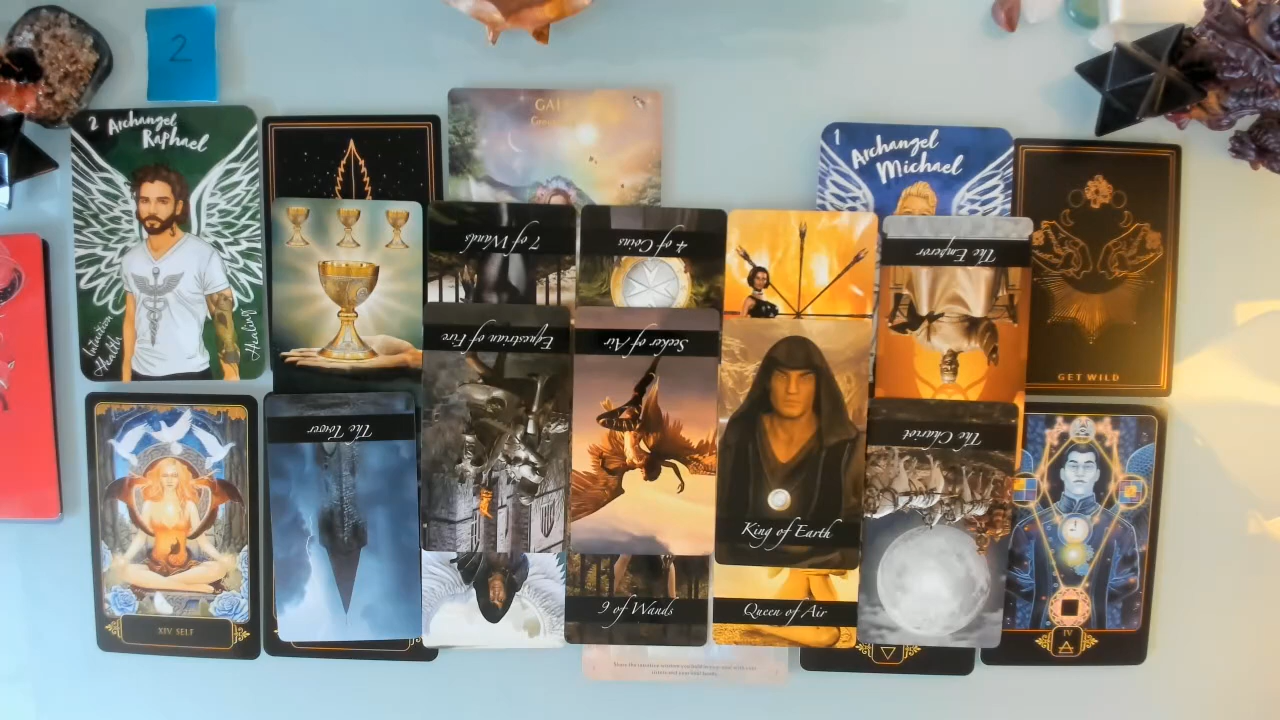 2
2 Archangel
Raphael
Intuition
Health
Healing
GAI
1
Archangel
Michael
7 of Wands
4 of Coins
The Emperor
GET WILD
Equestrian of Fire
Seeker of Air
The Tower
The Chariot
King of Earth
6 of Wands
Queen of Air
XIV SELF
IV